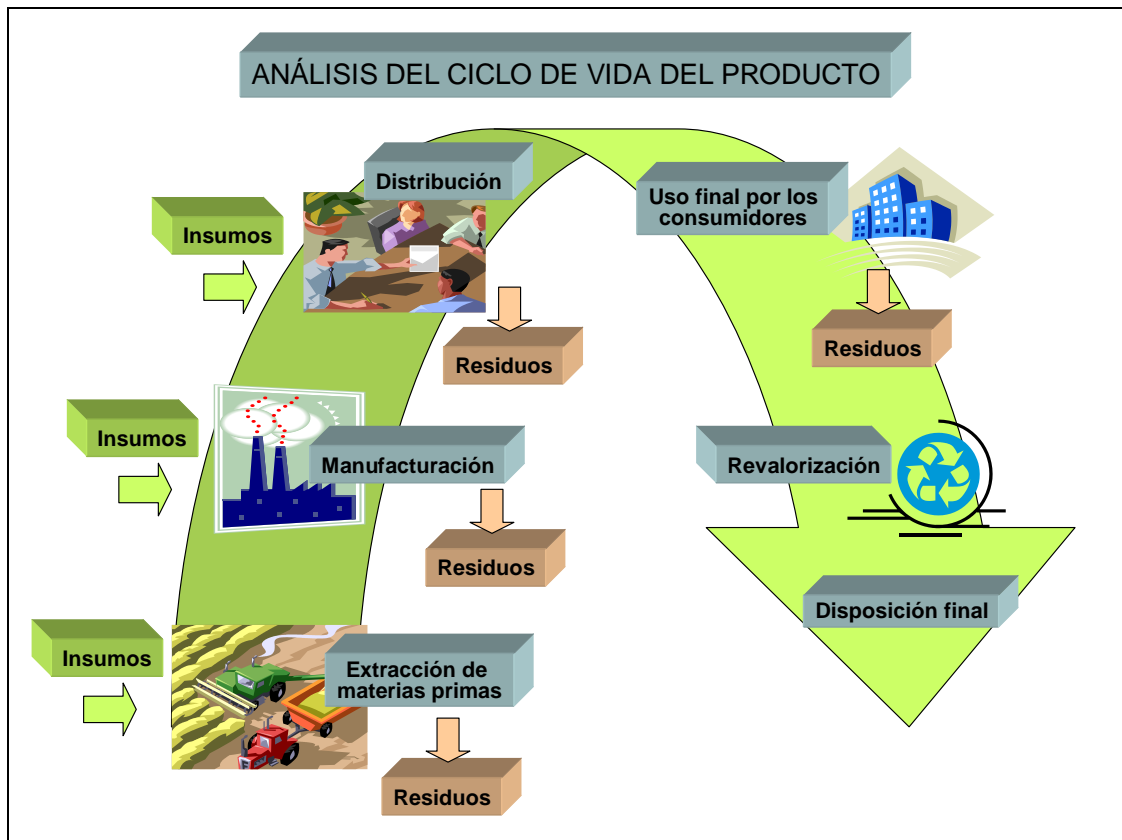 ANÁLISIS DEL CICLO DE VIDA DEL PRODUCTO
Distribución
Insumos
Residuos
Uso final por los
consumidores
Residuos
Insumos
Manufacturación
Residuos
Revalorización
Disposición final
Insumos
Extracción de
materias primas
Residuos